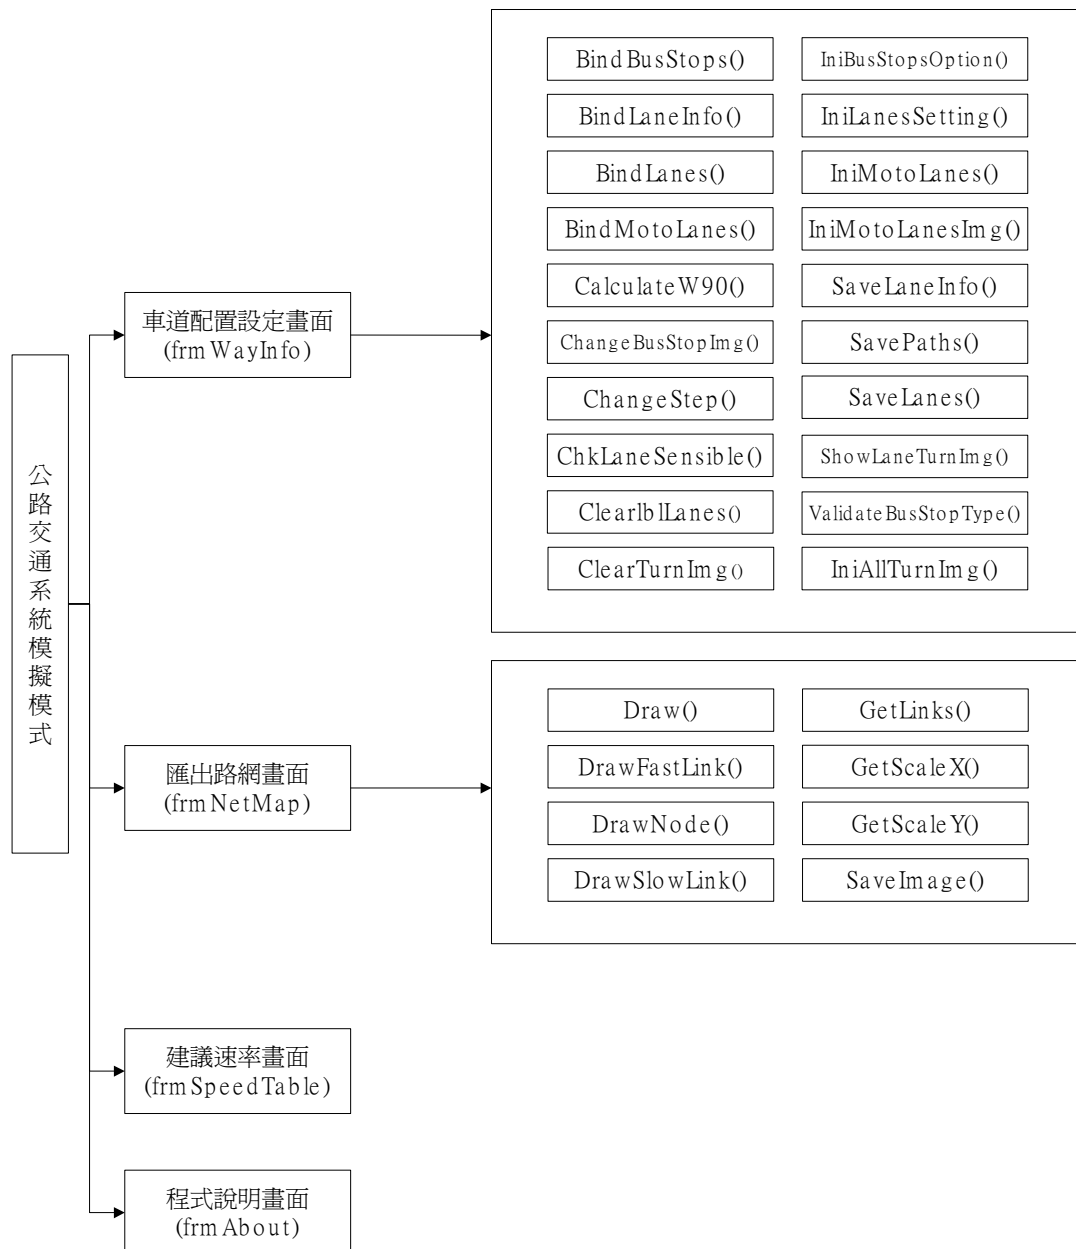 公路交通系統模擬模式
車道配置設定畫面
(frmWayInfo)
BindBusStops()
IniBusStopsOption()
BindLaneInfo()
IniLanesSetting()
BindLanes()
IniMotoLanes()
BindMotoLanes()
IniMotoLanesImg()
CalculateW90()
SaveLaneInfo()
ChangeBusStopImg()
SavePaths()
ChangeStep()
SaveLanes()
ChkLaneSensible()
ShowLaneTurnImg()
ClearlblLanes()
ValidateBusStopType()
ClearTurnImg()
IniAllTurnImg()
匯出路網畫面
(frmNetMap)
Draw()
GetLinks()
DrawFastLink()
GetScaleX()
DrawNode()
GetScaleY()
DrawSlowLink()
SaveImage()
建議速率畫面
(frmSpeedTable)
程式說明畫面
(frmAbout)